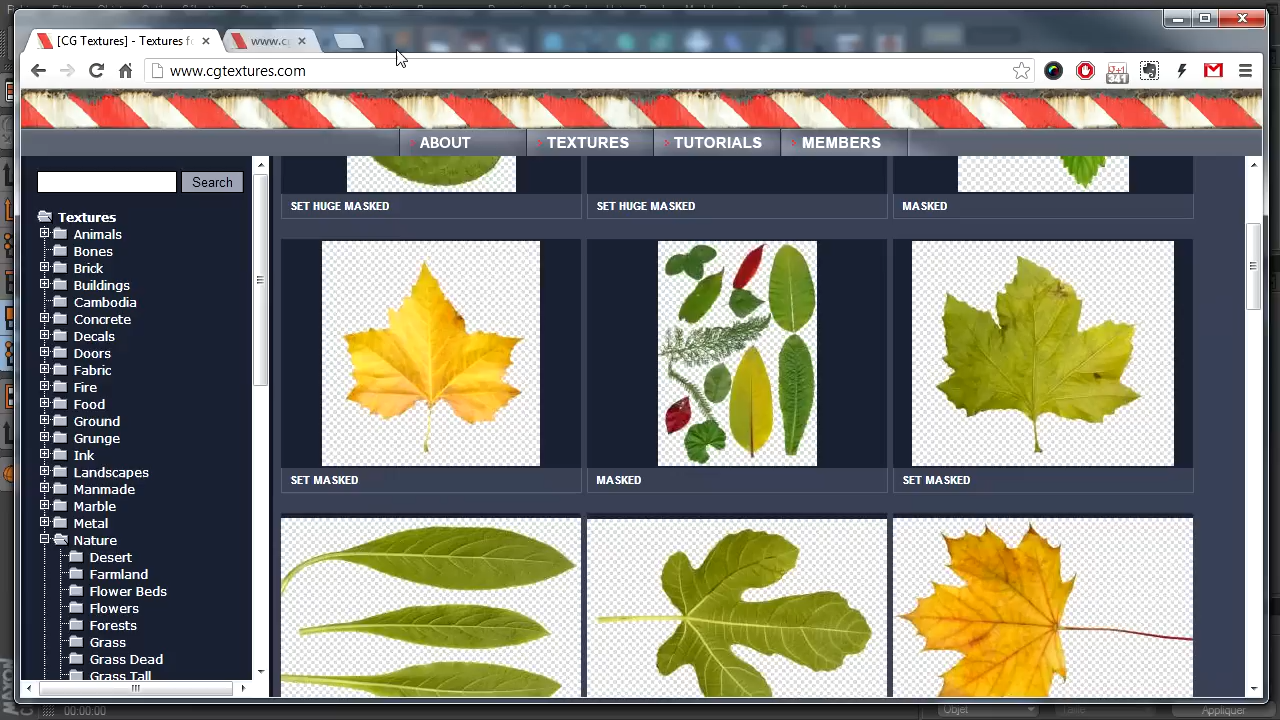 [CG Textures] - Textures fo
www.cg
www.cgtextures.com
+341
ABOUT
TEXTURES
TUTORIALS
MEMBERS
Search
Textures
Animals
Bones
Brick
Buildings
Cambodia
Concrete
Decals
Doors
Fabric
Fire
Food
Ground
Grunge
Ink
Landscapes
Manmade
Marble
Metal
Nature
Desert
Farmland
Flower Beds
Flowers
Forests
Grass
Grass Dead
Grass Tall
SET HUGE MASKED
SET HUGE MASKED
MASKED
SET MASKED
MASKED
SET MASKED
00:00:00
Objet
Taille
Appliquer